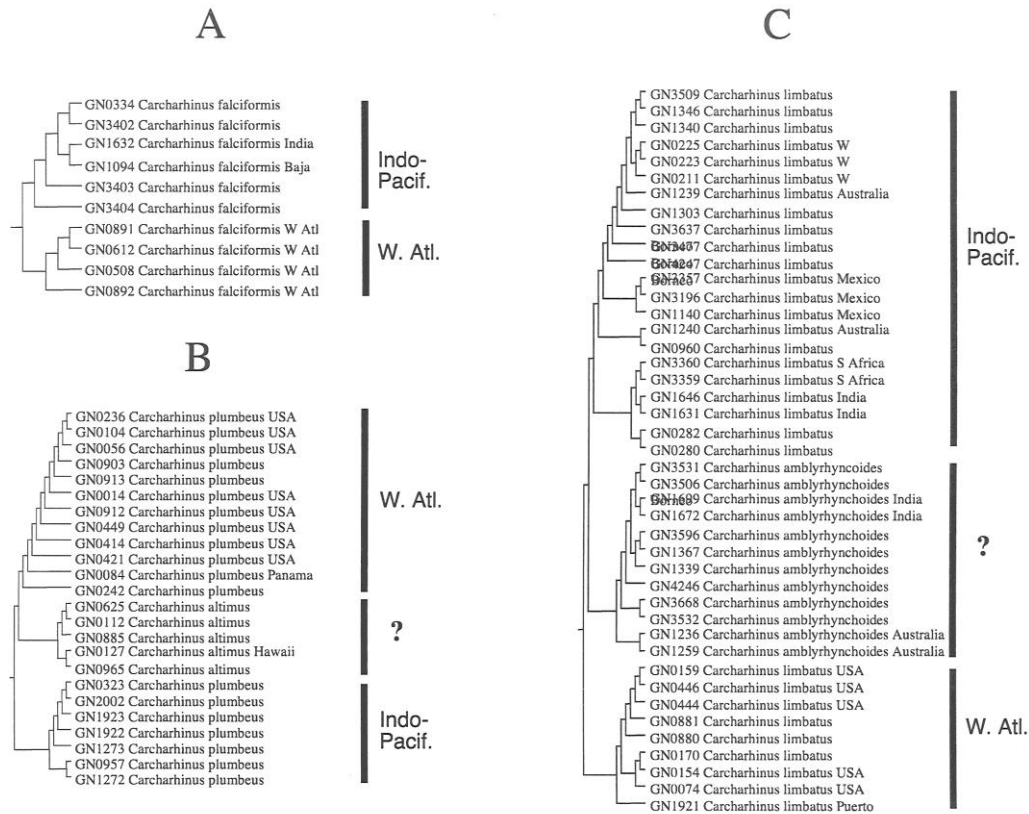 A
GN0334 Carcharhinus falciformis
GN3402 Carcharhinus falciformis
GN1632 Carcharhinus falciformis India
GN1094 Carcharhinus falciformis Baja
GN3403 Carcharhinus falciformis
GN3404 Carcharhinus falciformis
Indo-
Pacif.
GN0891 Carcharhinus falciformis W Atl
GN0612 Carcharhinus falciformis W Atl
GN0508 Carcharhinus falciformis W Atl
GN0892 Carcharhinus falciformis W Atl
W. Atl.
B
GN0236 Carcharhinus plumbeus USA
GN0104 Carcharhinus plumbeus USA
GN0056 Carcharhinus plumbeus USA
GN0903 Carcharhinus plumbeus
GN0913 Carcharhinus plumbeus
GN0014 Carcharhinus plumbeus USA
GN0912 Carcharhinus plumbeus USA
GN0449 Carcharhinus plumbeus USA
GN0414 Carcharhinus plumbeus USA
GN0421 Carcharhinus plumbeus USA
GN0084 Carcharhinus plumbeus Panama
GN0242 Carcharhinus plumbeus
W. Atl.
GN0625 Carcharhinus altimus
GN0112 Carcharhinus altimus
GN0885 Carcharhinus altimus
GN0127 Carcharhinus altimus Hawaii
GN0965 Carcharhinus altimus
?
GN0323 Carcharhinus plumbeus
GN2002 Carcharhinus plumbeus
GN1923 Carcharhinus plumbeus
GN1922 Carcharhinus plumbeus
GN1273 Carcharhinus plumbeus
GN0957 Carcharhinus plumbeus
GN1272 Carcharhinus plumbeus
Indo-
Pacif.
C
GN3509 Carcharhinus limbatus
GN1346 Carcharhinus limbatus
GN1340 Carcharhinus limbatus
GN0225 Carcharhinus limbatus W
GN0223 Carcharhinus limbatus W
GN0211 Carcharhinus limbatus W
GN1239 Carcharhinus limbatus Australia
GN1303 Carcharhinus limbatus
GN3637 Carcharhinus limbatus
Carcharhinus limbatus
Carcharhinus limbatus
Carcharhinus limbatus Mexico
GN3196 Carcharhinus limbatus Mexico
GN1140 Carcharhinus limbatus Mexico
GN1240 Carcharhinus limbatus Australia
GN0960 Carcharhinus limbatus
GN3360 Carcharhinus limbatus S Africa
GN3359 Carcharhinus limbatus S Africa
GN1646 Carcharhinus limbatus India
GN1631 Carcharhinus limbatus India
GN0282 Carcharhinus limbatus
GN0280 Carcharhinus limbatus
Indo-
Pacif.
GN3531 Carcharhinus amblyrhyncoides
GN3506 Carcharhinus amblyrhynchoides
Carcharhinus amblyrhynchoides India
GN1672 Carcharhinus amblyrhynchoides India
GN3596 Carcharhinus amblyrhynchoides
GN1367 Carcharhinus amblyrhynchoides
GN1339 Carcharhinus amblyrhynchoides
GN4246 Carcharhinus amblyrhynchoides
GN3668 Carcharhinus amblyrhynchoides
GN3532 Carcharhinus amblyrhynchoides
GN1236 Carcharhinus amblyrhynchoides Australia
GN1259 Carcharhinus amblyrhynchoides Australia
?
GN0159 Carcharhinus limbatus USA
GN0446 Carcharhinus limbatus USA
GN0444 Carcharhinus limbatus USA
GN0881 Carcharhinus limbatus
GN0880 Carcharhinus limbatus
GN0170 Carcharhinus limbatus
GN0154 Carcharhinus limbatus USA
GN0074 Carcharhinus limbatus USA
GN1921 Carcharhinus limbatus Puerto
W. Atl.